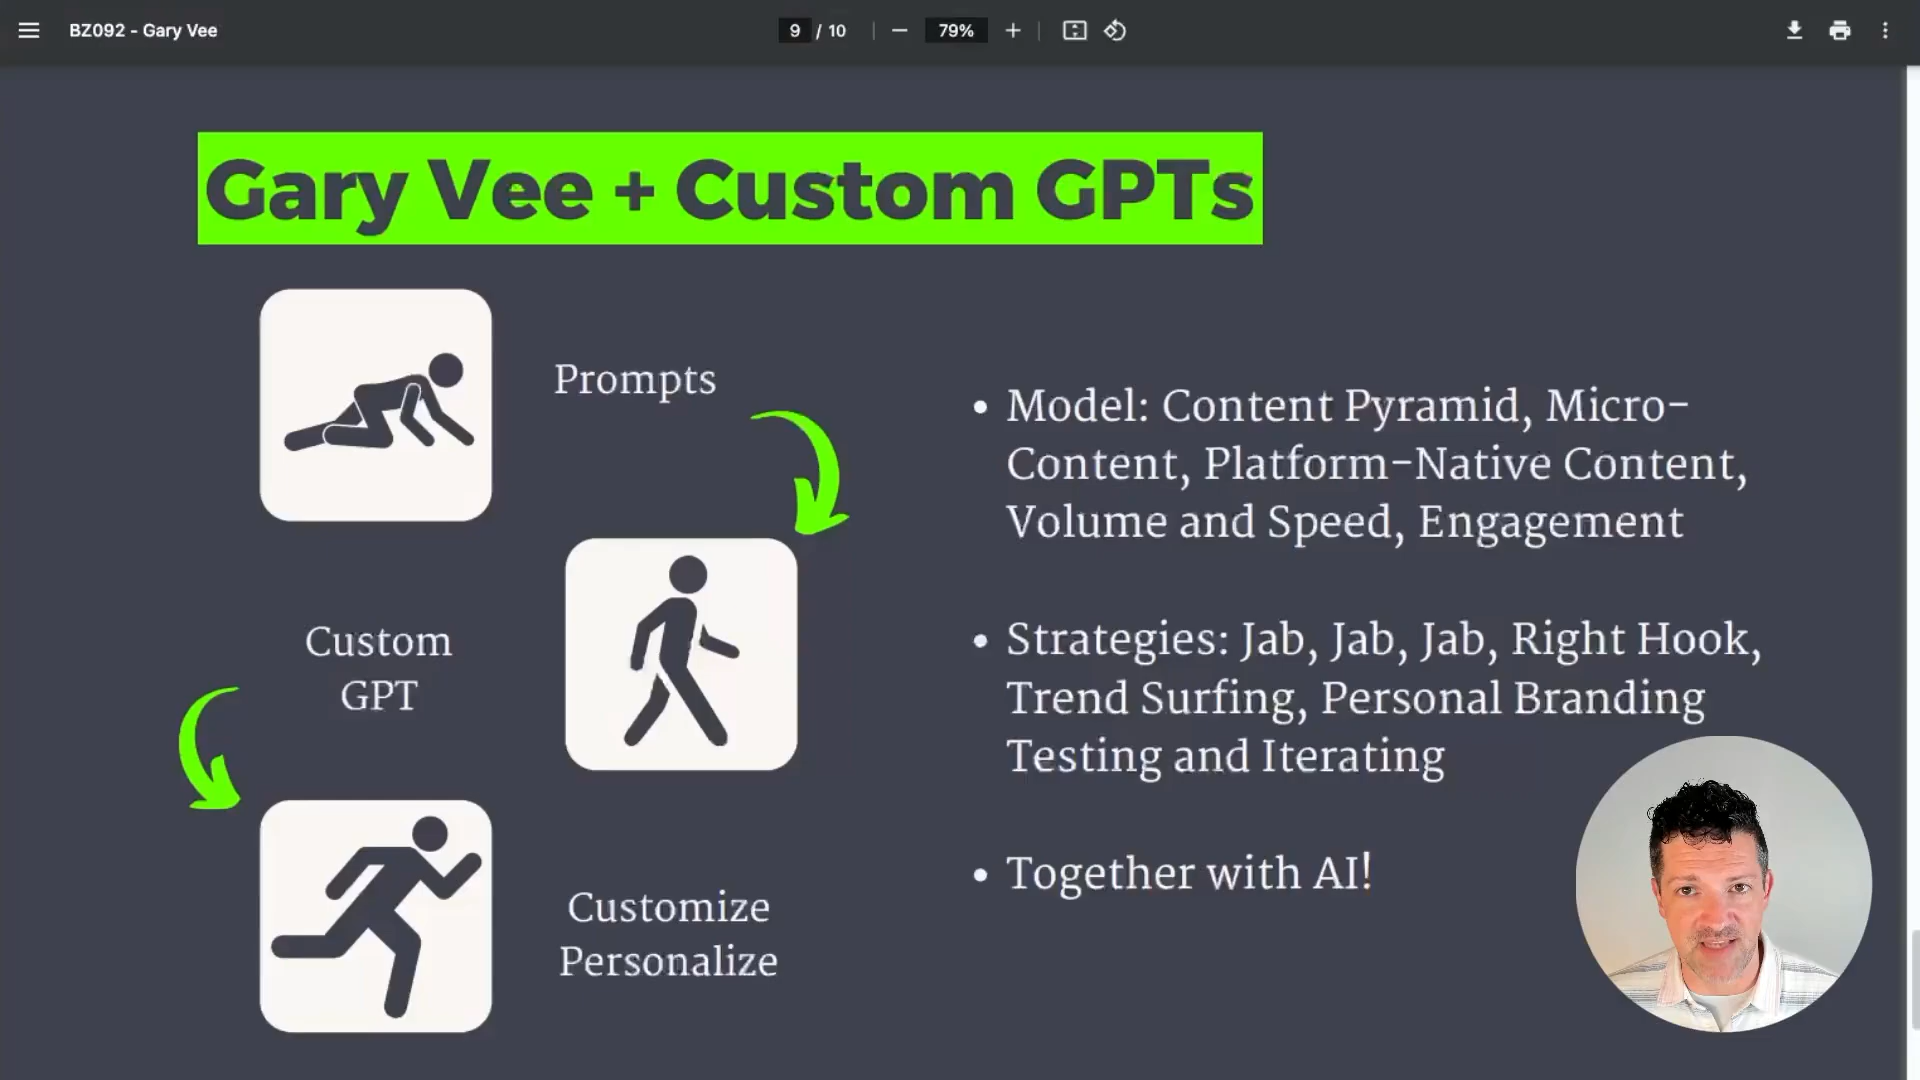 BZ092 - Gary Vee
9 / 10
79%
Gary Vee + Custom GPTs
Prompts
Custom
GPT
Customize
Personalize
• Model: Content Pyramid, Micro-
Content, Platform-Native Content,
Volume and Speed, Engagement
• Strategies: Jab, Jab, Jab, Right Hook,
Trend Surfing, Personal Branding
Testing and Iterating
• Together with AI!